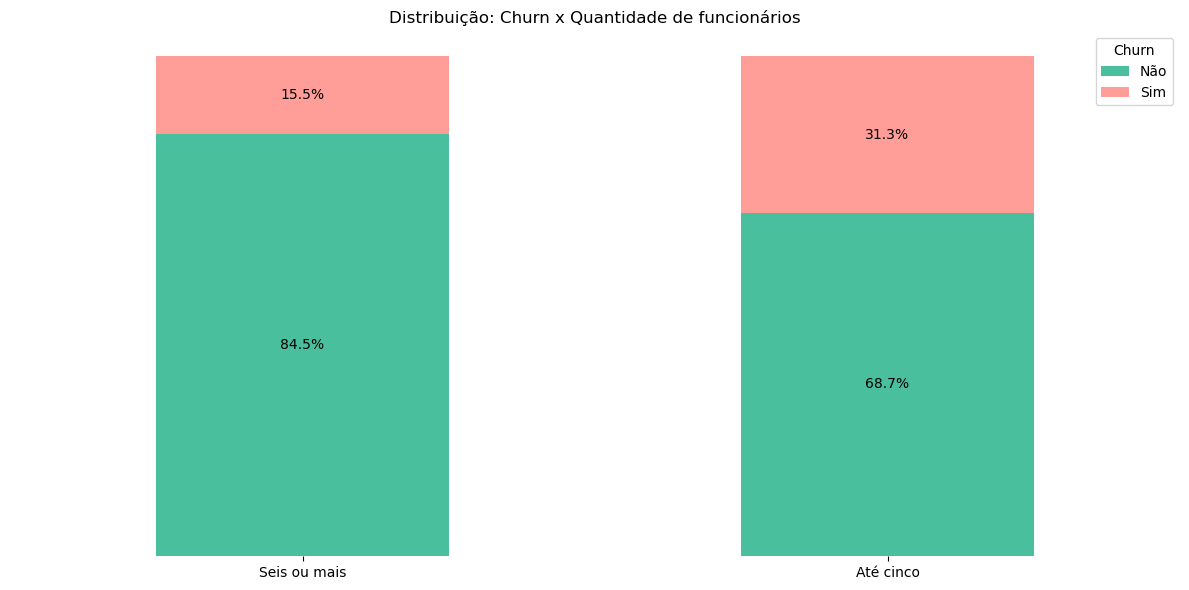 Distribuição: Churn x Quantidade de funcionários
Churn
Não
Sim
15.5%
31.3%
84.5%
68.7%
Seis ou mais
Até cinco